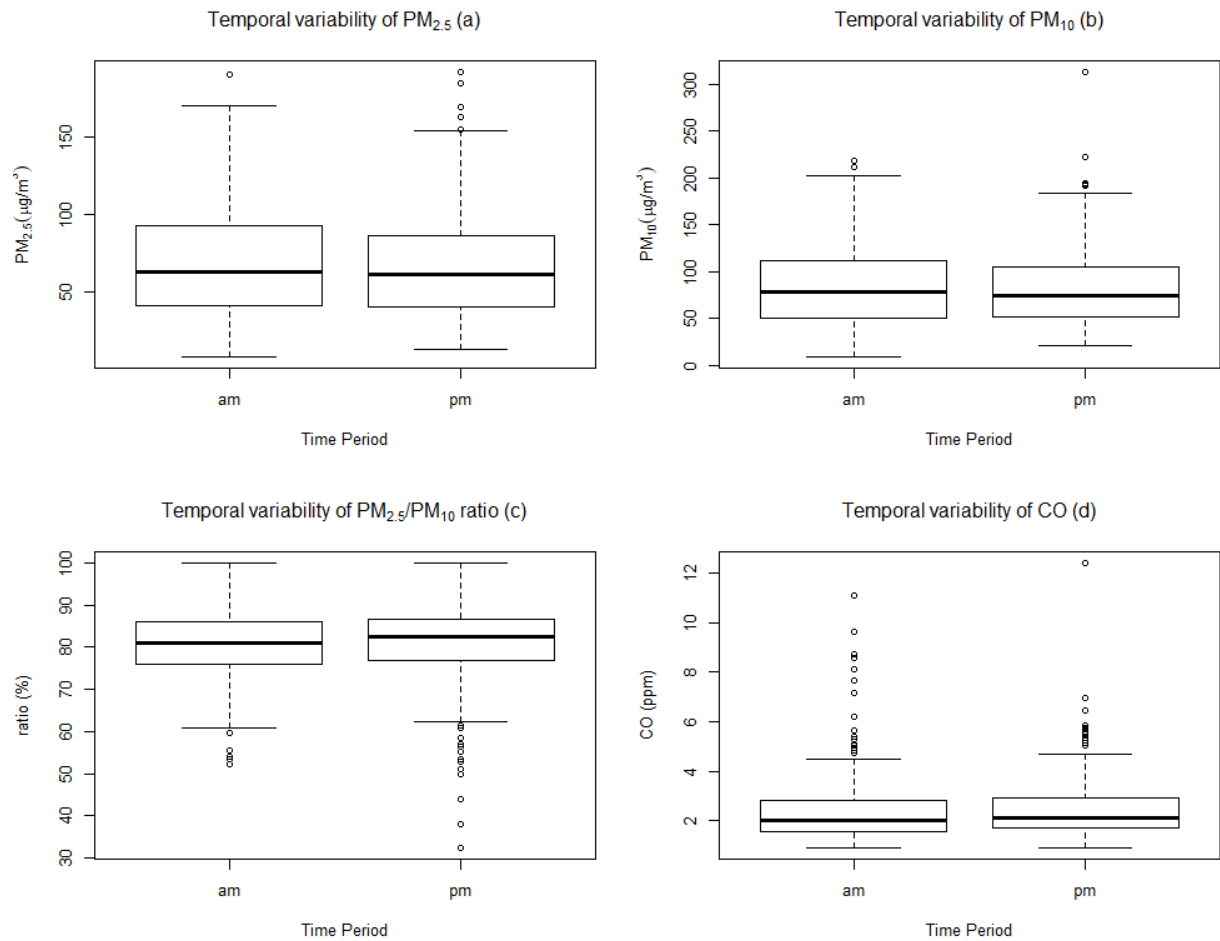 Temporal variability of PM2.5 (a)
PM2.5(μg/m³)
150
100
50
am
pm
Time Period
Temporal variability of PM10 (b)
PM10(μg/m³)
300
250
200
150
100
50
0
am
pm
Time Period
Temporal variability of PM2.5/PM10 ratio (c)
ratio (%)
100
90
80
70
60
50
40
30
am
pm
Time Period
Temporal variability of CO (d)
CO (ppm)
12
10
8
6
4
2
am
pm
Time Period